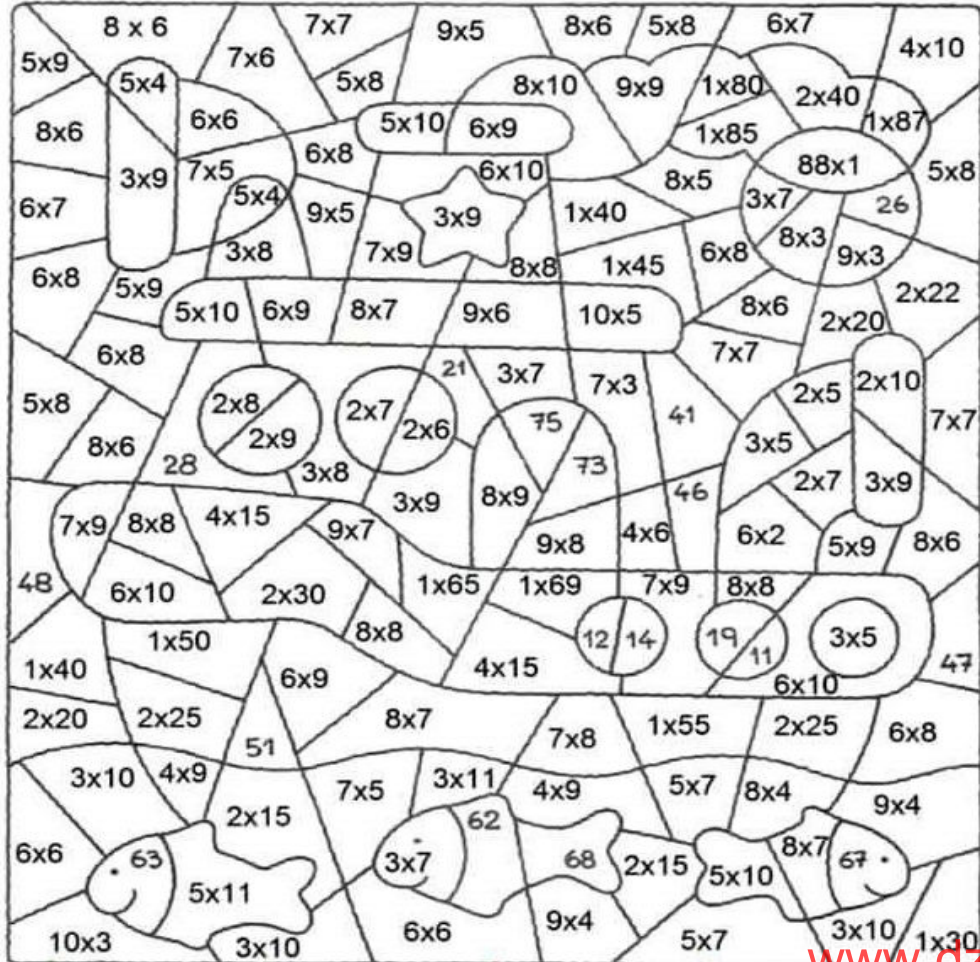 8 x 6
7x7
9x5
8x6
5x8
6x7
5x9
7x6
4x10
5x4
5x8
8x10
9x9
1x80
2x40
8x6
6x6
5x10
6x9
1x87
1x85
6x8
88x1
7x5
3x9
6x10
8x5
5x8
6x7
5x4
9x5
3x9
1x40
3x7
26
3x8
7x9
6x8
8x3
9x3
6x8
5x9
8x8
1x45
2x22
5x10
6x9
8x7
9x6
10x5
8x6
2x20
6x8
21
3x7
7x3
7x7
2x5
2x10
5x8
2x8
2x9
2x7
2x6
75
41
3x5
7x7
8x6
28
3x8
73
46
2x7
3x9
3x9
8x9
7x9
8x8
4x15
9x7
9x8
4x6
6x2
5x9
8x6
48
6x10
2x30
1x65
1x69
7x9
8x8
1x50
8x8
12
14
19
11
3x5
1x40
6x9
4x15
6x10
47
2x20
2x25
51
8x7
7x8
1x55
2x25
6x8
3x10
4x9
7x5
3x11
4x9
5x7
8x4
9x4
2x15
62
6x6
63
5x11
3x7
68
2x15
5x10
8x7
67
10x3
3x10
6x6
9x4
5x7
3x10
1x30